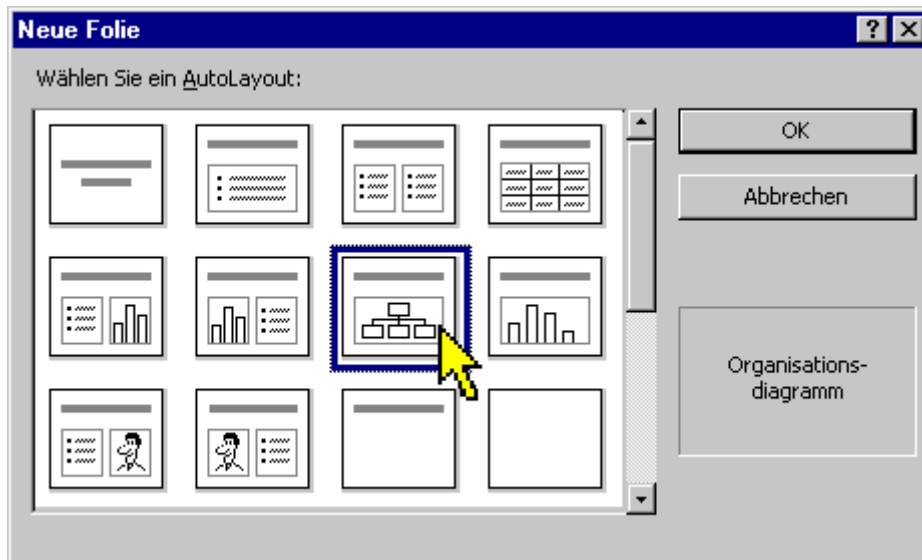 Neue Folie
Wählen Sie ein AutoLayout:
OK
Abbrechen
Organisations-
diagramm